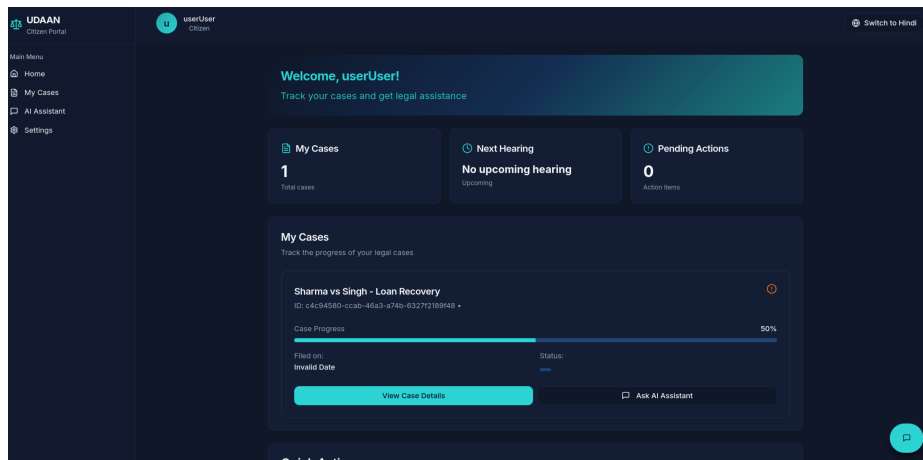 UDAAN
Citizen Portal
u
userUser
Citizen
Switch to Hindi
Main Menu
Home
My Cases
AI Assistant
Settings
Welcome, userUser!
Track your cases and get legal assistance
My Cases
1
Total cases
Next Hearing
No upcoming hearing
Upcoming
Pending Actions
0
Action items
My Cases
Track the progress of your legal cases
Sharma vs Singh - Loan Recovery
ID: c4c94580-ccab-46a3-a74b-6327f2189f48 •
Case Progress
50%
Filed on:
Status:
Invalid Date
View Case Details
Ask AI Assistant